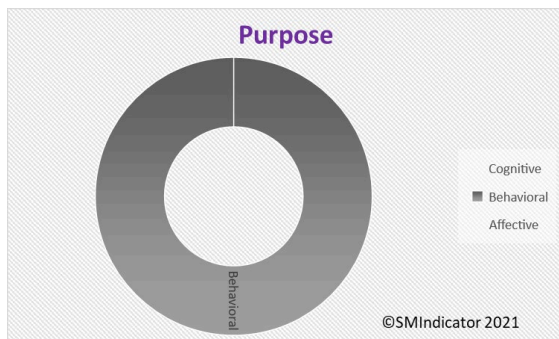 Purpose
Cognitive
Behavioral
Affective
Behavioral
©SMIndicator 2021